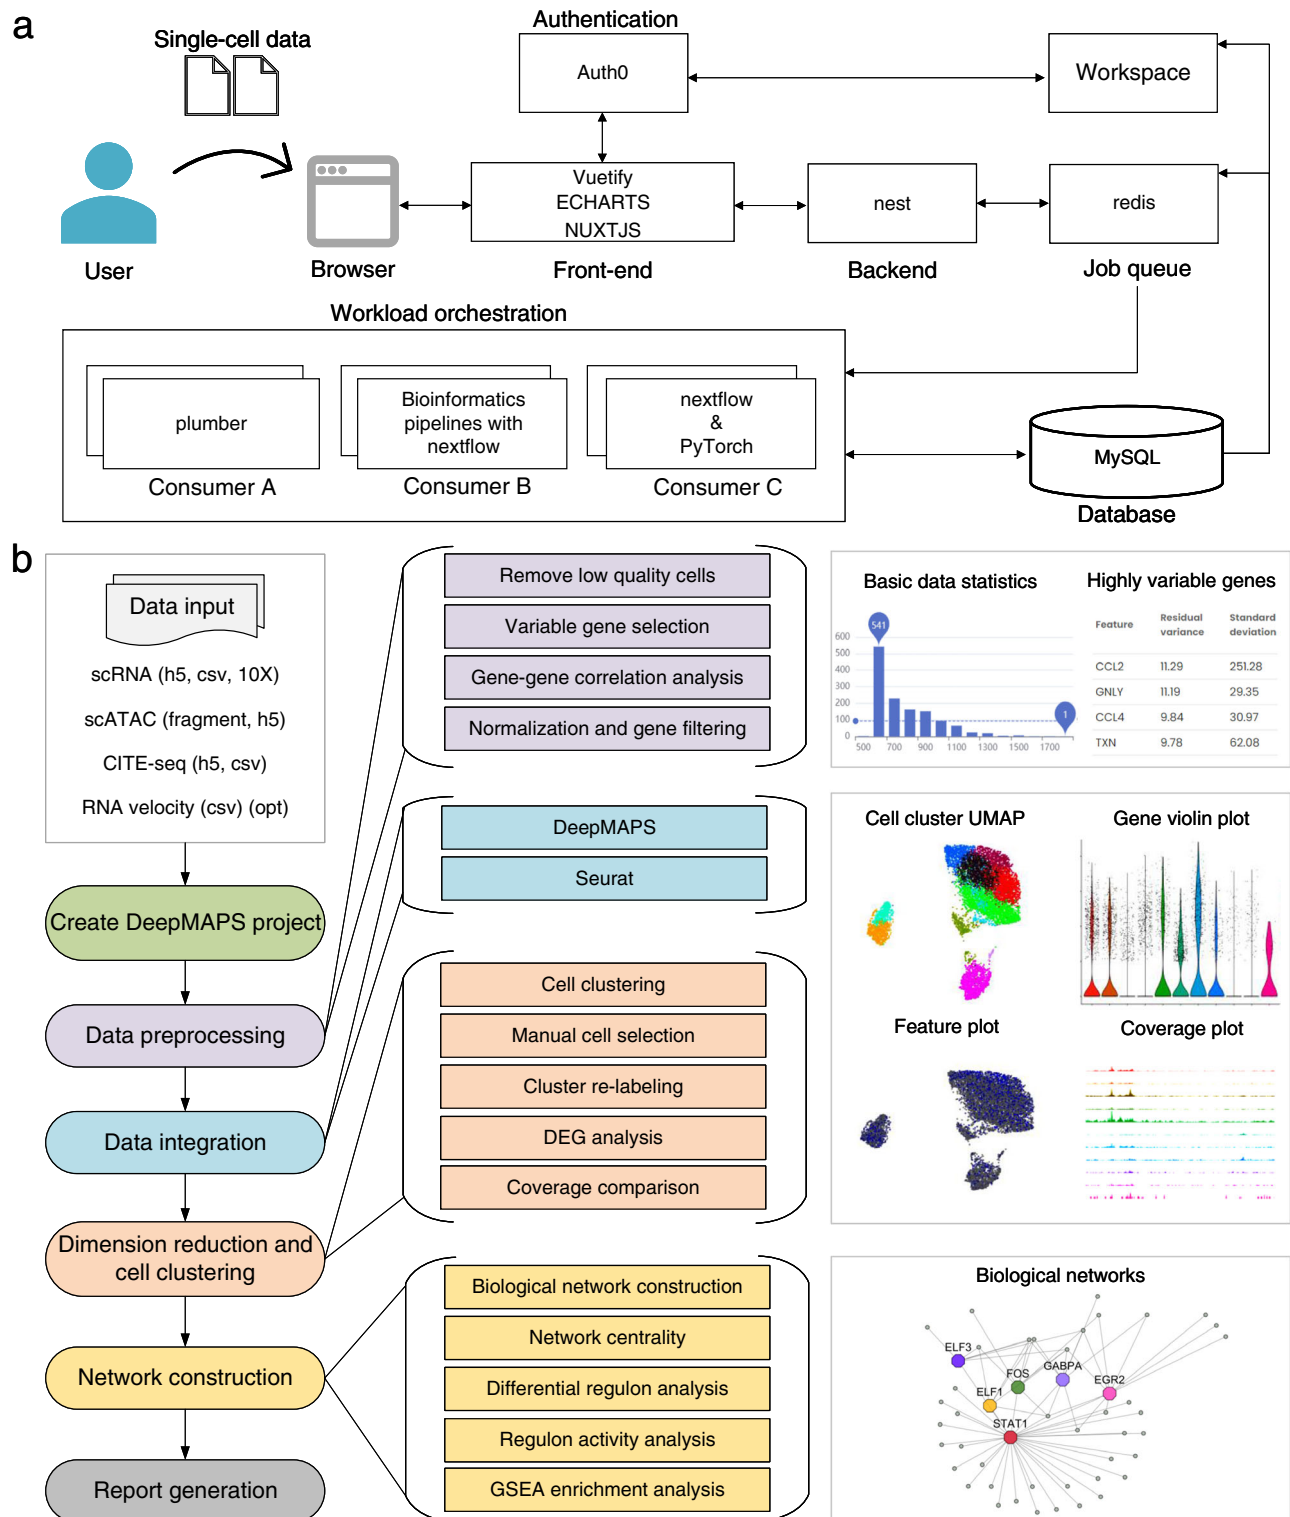 a
Authentication
Single-cell data
Auth0
Workspace
Vuetify
ECHARTS
NUXTJS
nest
redis
User
Browser
Front-end
Backend
Job queue
Workload orchestration
plumber
Bioinformatics
pipelines with
nextflow
nextflow
&
PyTorch
Consumer A
Consumer B
Consumer C
MySQL
Database
b
Data input
scRNA (h5, csv, 10X)
scATAC (fragment, h5)
CITE-seq (h5, csv)
RNA velocity (csv) (opt)
Create DeepMAPS project
Data preprocessing
Data integration
Dimension reduction and
cell clustering
Network construction
Report generation
Remove low quality cells
Variable gene selection
Gene-gene correlation analysis
Normalization and gene filtering
DeepMAPS
Seurat
Cell clustering
Manual cell selection
Cluster re-labeling
DEG analysis
Coverage comparison
Biological network construction
Network centrality
Differential regulon analysis
Regulon activity analysis
GSEA enrichment analysis
Basic data statistics
541
600
500
400
300
200
100
0
1
500 700 900 1100 1300 1500 1700
Highly variable genes
Feature Residual variance Standard deviation
CCL2 11.29 251.28
GNLY 11.19 29.35
CCL4 9.84 30.97
TXN 9.78 62.08
Cell cluster UMAP
Gene violin plot
Feature plot
Coverage plot
Biological networks
ELF3
FOS
GABPA
EGR2
ELF1
STAT1